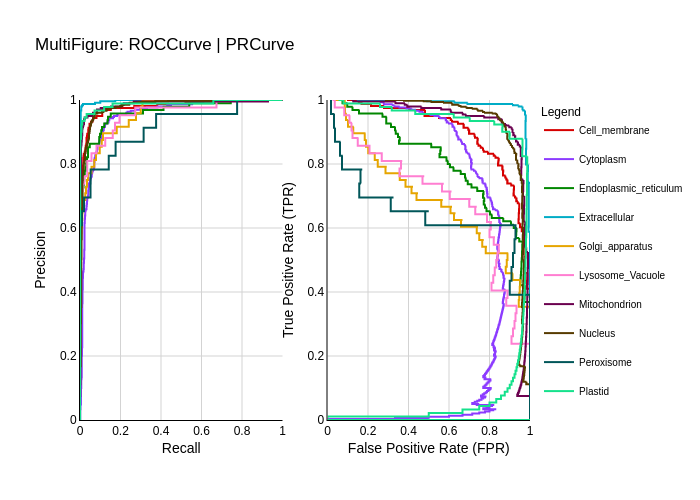 MultiFigure: ROCCurve | PRCurve
Precision
1
0.8
0.6
0.4
0.2
0
0 0.2 0.4 0.6 0.8 1
Recall
True Positive Rate (TPR)
1
0.8
0.6
0.4
0.2
0
0 0.2 0.4 0.6 0.8 1
False Positive Rate (FPR)
Legend
Cell_membrane
Cytoplasm
Endoplasmic_reticulum
Extracellular
Golgi_apparatus
Lysosome_Vacuole
Mitochondrion
Nucleus
Peroxisome
Plastid